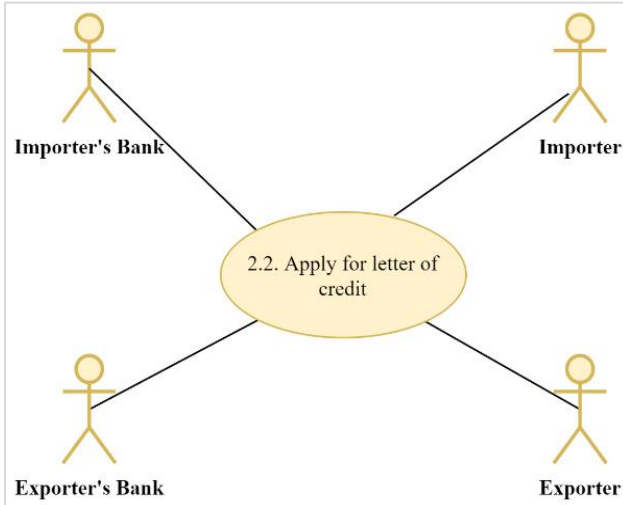 Importer's Bank
Importer
2.2. Apply for letter of
credit
Exporter's Bank
Exporter